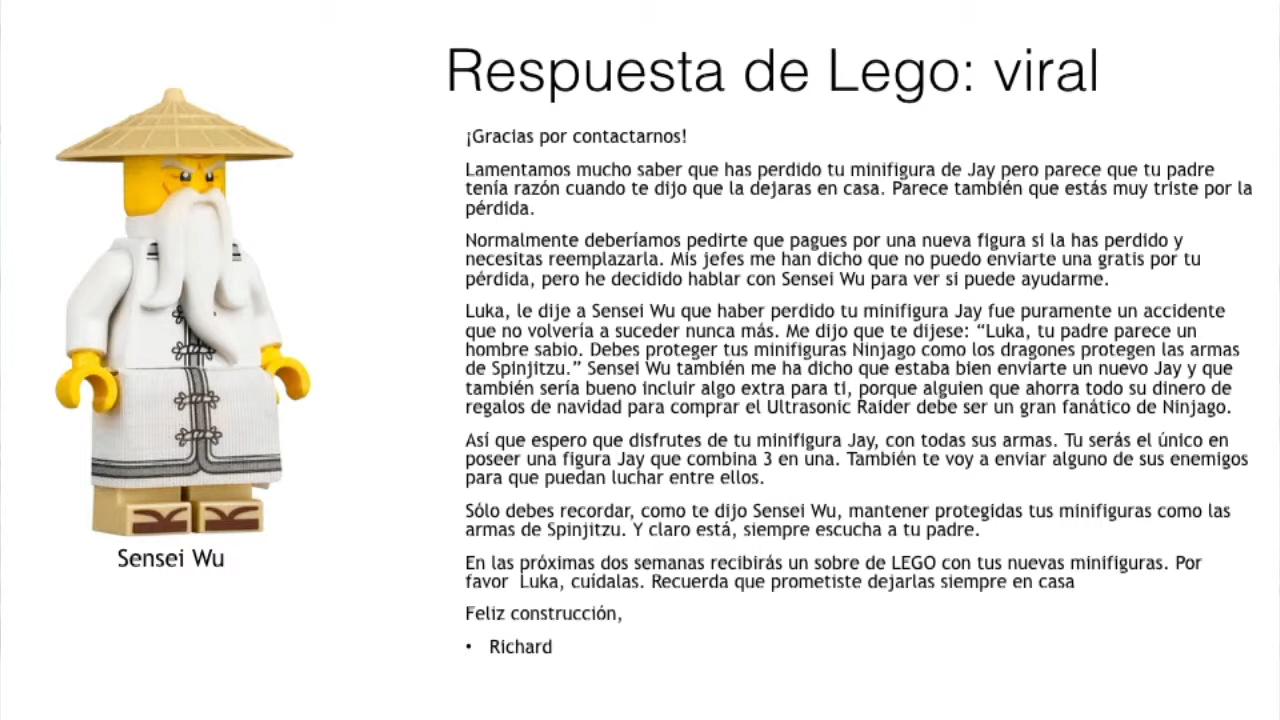 Respuesta de Lego: viral
¡Gracias por contactarnos!
Lamentamos mucho saber que has perdido tu minifigura de Jay pero parece que tu padre
tenía razón cuando te dijo que la dejaras en casa. Parece también que estás muy triste por la
pérdida.
Normalmente deberíamos pedirte que pagues por una nueva figura si la has perdido y
necesitas reemplazarla. Mis jefes me han dicho que no puedo enviarte una gratis por tu
pérdida, pero he decidido hablar con Sensei Wu para ver si puede ayudarme.
Luka, le dije a Sensei Wu que haber perdido tu minifigura Jay fue puramente un accidente
que no volvería a suceder nunca más. Me dijo que te dijese: “Luka, tu padre parece un
hombre sabio. Debes proteger tus minifiguras Ninjago como los dragones protegen las armas
de Spinjitzu.” Sensei Wu también me ha dicho que estaba bien enviarte un nuevo Jay y que
también sería bueno incluir algo extra para ti, porque alguien que ahorra todo su dinero de
regalos de navidad para comprar el Ultrasonic Raider debe ser un gran fanático de Ninjago.
Así que espero que disfrutes de tu minifigura Jay, con todas sus armas. Tu serás el único en
poseer una figura Jay que combina 3 en una. También te voy a enviar alguno de sus enemigos
para que puedan luchar entre ellos.
Sólo debes recordar, como te dijo Sensei Wu, mantener protegidas tus minifiguras como las
armas de Spinjitzu. Y claro está, siempre escucha a tu padre.
En las próximas dos semanas recibirás un sobre de LEGO con tus nuevas minifiguras. Por
favor  Luka, cuídalas. Recuerda que prometiste dejarlas siempre en casa
Feliz construcción,
• Richard
Sensei Wu